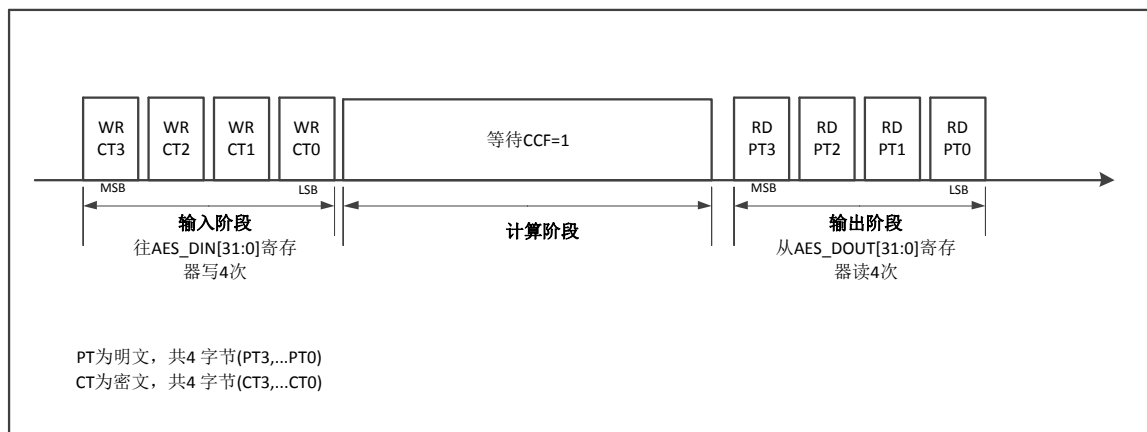 WR
CT3
WR
CT2
WR
CT1
WR
CT0
等待CCF=1
RD
PT3
RD
PT2
RD
PT1
RD
PT0
MSB
LSB
MSB
LSB
输入阶段
往AES_DIN[31:0]寄存
器写4次
计算阶段
输出阶段
从AES_DOUT[31:0]寄存
器读4次
PT为明文，共4 字节(PT3,...PT0)
CT为密文，共4 字节(CT3,...CT0)